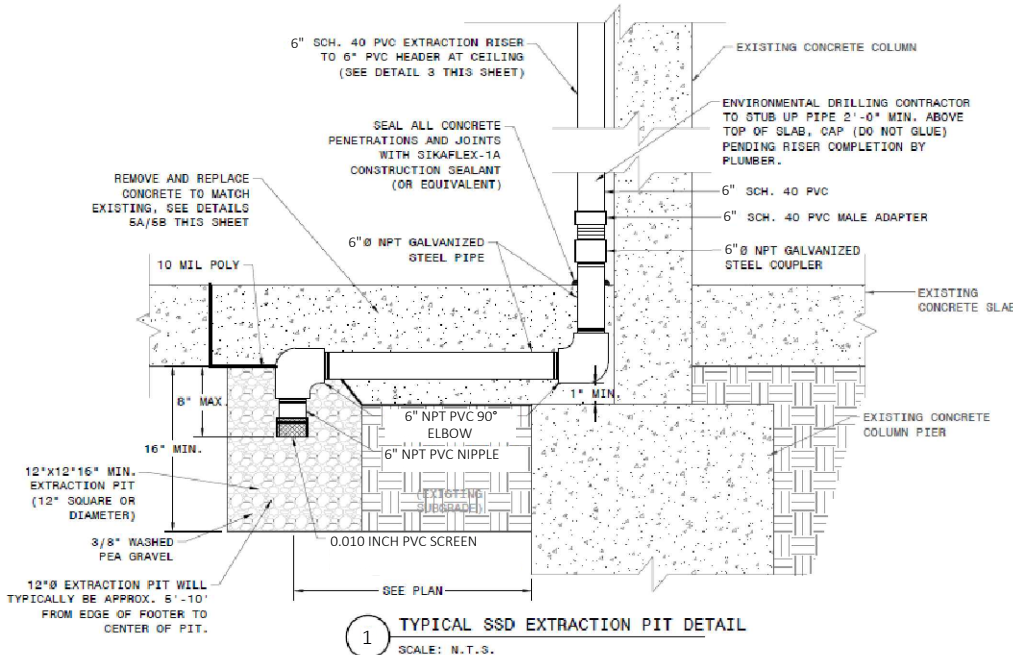 6" SCH. 40 PVC EXTRACTION RISER
TO 6" PVC HEADER AT CEILING
(SEE DETAIL 3 THIS SHEET)
EXISTING CONCRETE COLUMN
ENVIRONMENTAL DRILLING CONTRACTOR
TO STUB UP PIPE 2'-0" MIN. ABOVE
TOP OF SLAB, CAP (DO NOT GLUE)
PENDING RISER COMPLETION BY
PLUMBER.
SEAL ALL CONCRETE
PENETRATIONS AND JOINTS
WITH SIKAFLEX-1A
CONSTRUCTION SEALANT
(OR EQUIVALENT)
REMOVE AND REPLACE
CONCRETE TO MATCH
EXISTING, SEE DETAILS
5A/5B THIS SHEET
6" SCH. 40 PVC
6" SCH. 40 PVC MALE ADAPTER
6"Ø NPT GALVANIZED
STEEL PIPE
6"Ø NPT GALVANIZED
STEEL COUPLER
10 MIL POLY
EXISTING
CONCRETE SLAB
8" MAX
1" MIN.
6" NPT PVC 90°
ELBOW
EXISTING CONCRETE
COLUMN PIER
16" MIN.
6" NPT PVC NIPPLE
12"x12"16" MIN.
EXTRACTION PIT
(12" SQUARE OR
DIAMETER)
(EXISTING
SUBGRADE)
3/8" WASHED
PEA GRAVEL
0.010 INCH PVC SCREEN
12"Ø EXTRACTION PIT WILL
TYPICALLY BE APPROX. 5'-10'
FROM EDGE OF FOOTER TO
CENTER OF PIT.
SEE PLAN
1 TYPICAL SSD EXTRACTION PIT DETAIL
SCALE: N.T.S.